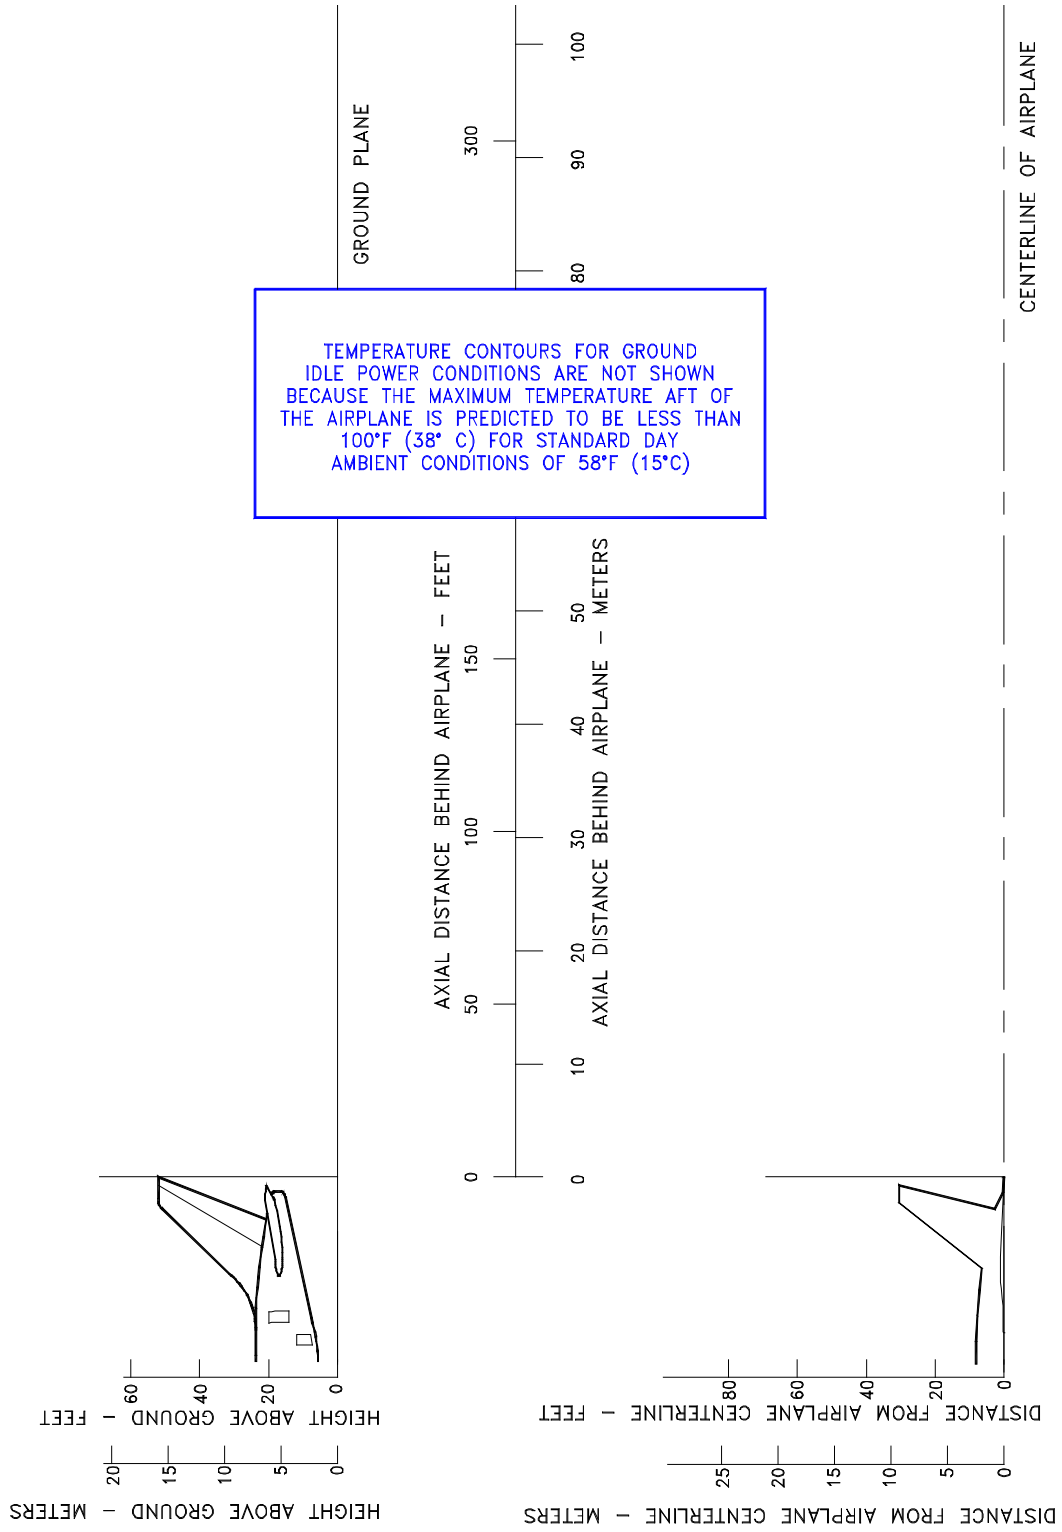 100
300
90
80
GROUND PLANE
CENTERLINE OF AIRPLANE
TEMPERATURE CONTOURS FOR GROUND
IDLE POWER CONDITIONS ARE NOT SHOWN
BECAUSE THE MAXIMUM TEMPERATURE AFT OF
THE AIRPLANE IS PREDICTED TO BE LESS THAN
100°F (38° C) FOR STANDARD DAY
AMBIENT CONDITIONS OF 58°F (15°C)
AXIAL DISTANCE BEHIND AIRPLANE - FEET
150
100
50
0
50
40
30
20
10
0
AXIAL DISTANCE BEHIND AIRPLANE - METERS
60
40
20
0
HEIGHT ABOVE GROUND - FEET
20
15
10
5
0
HEIGHT ABOVE GROUND - METERS
80
60
40
20
0
DISTANCE FROM AIRPLANE CENTERLINE - FEET
25
20
15
10
5
0
DISTANCE FROM AIRPLANE CENTERLINE - METERS